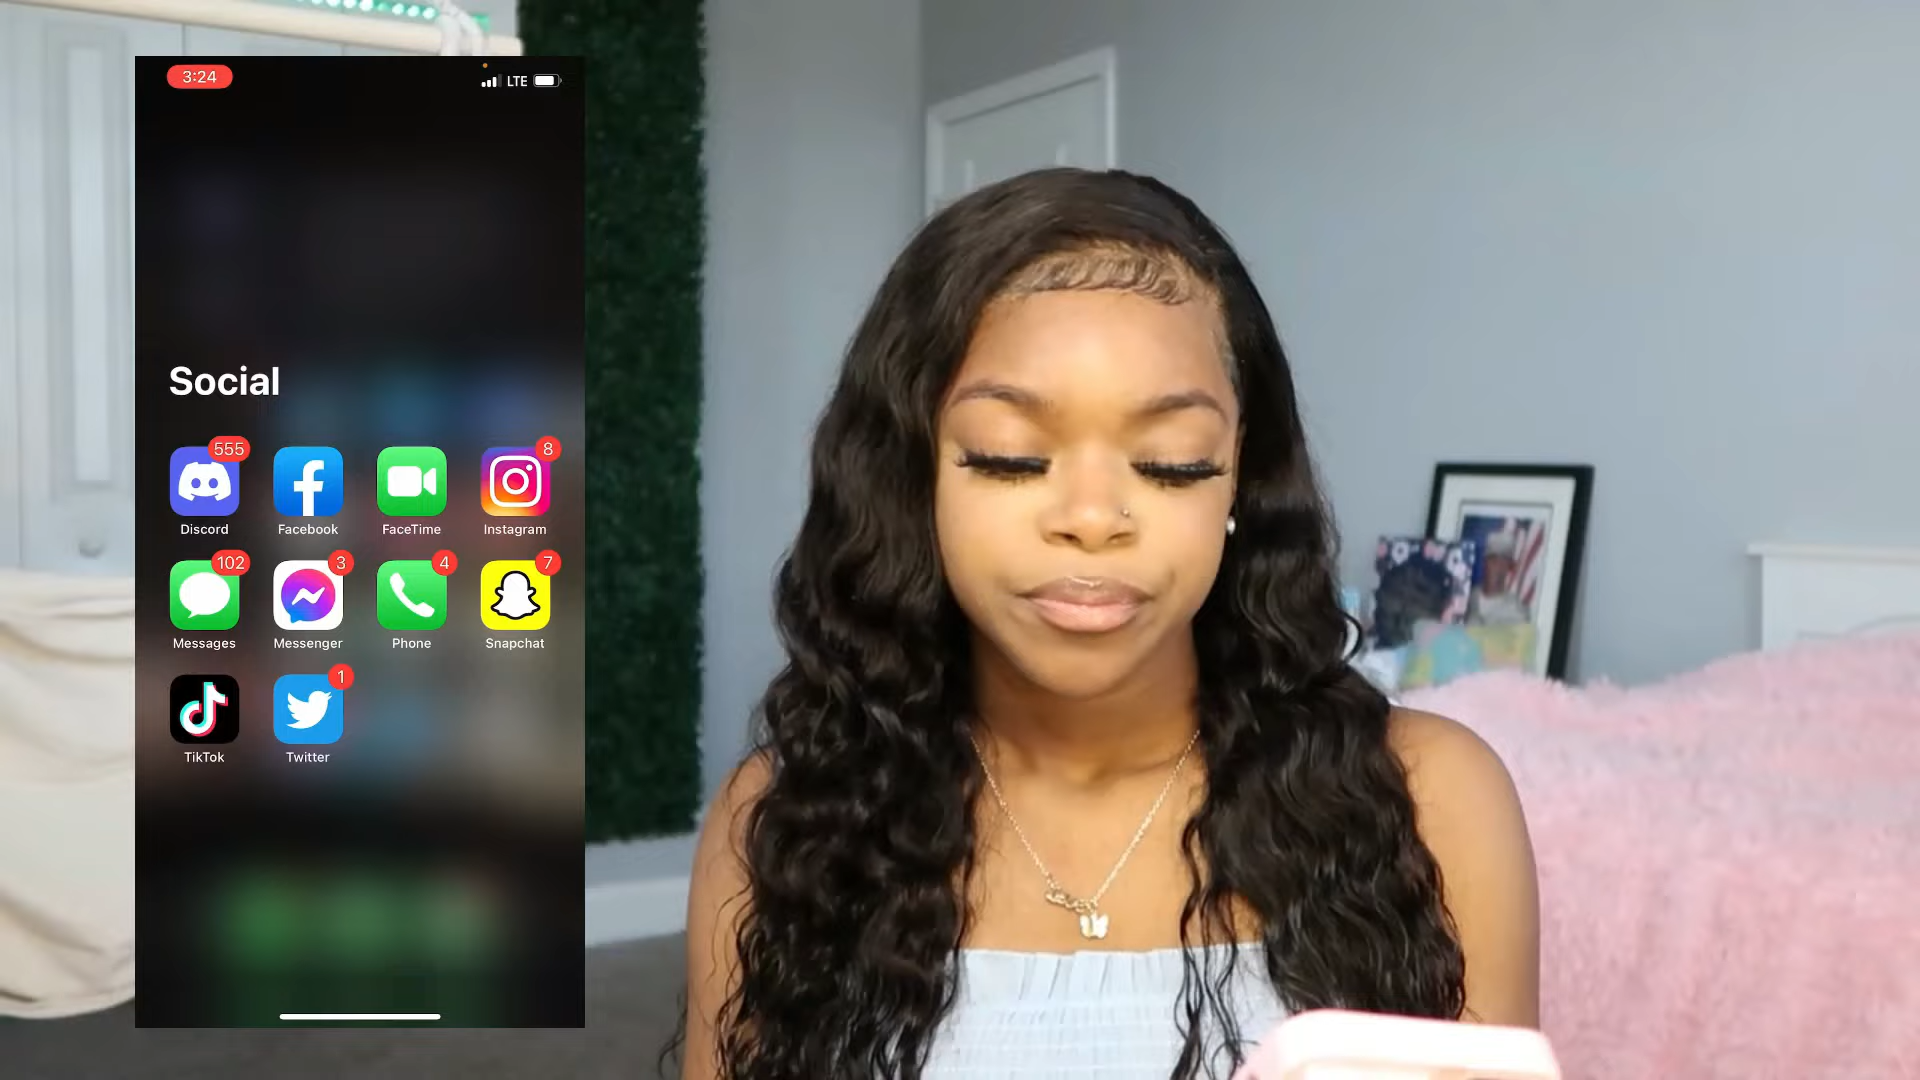 3:24
LTE
Social
555
8
Discord
Facebook
FaceTime
Instagram
102
3
4
7
Messages
Messenger
Phone
Snapchat
1
TikTok
Twitter